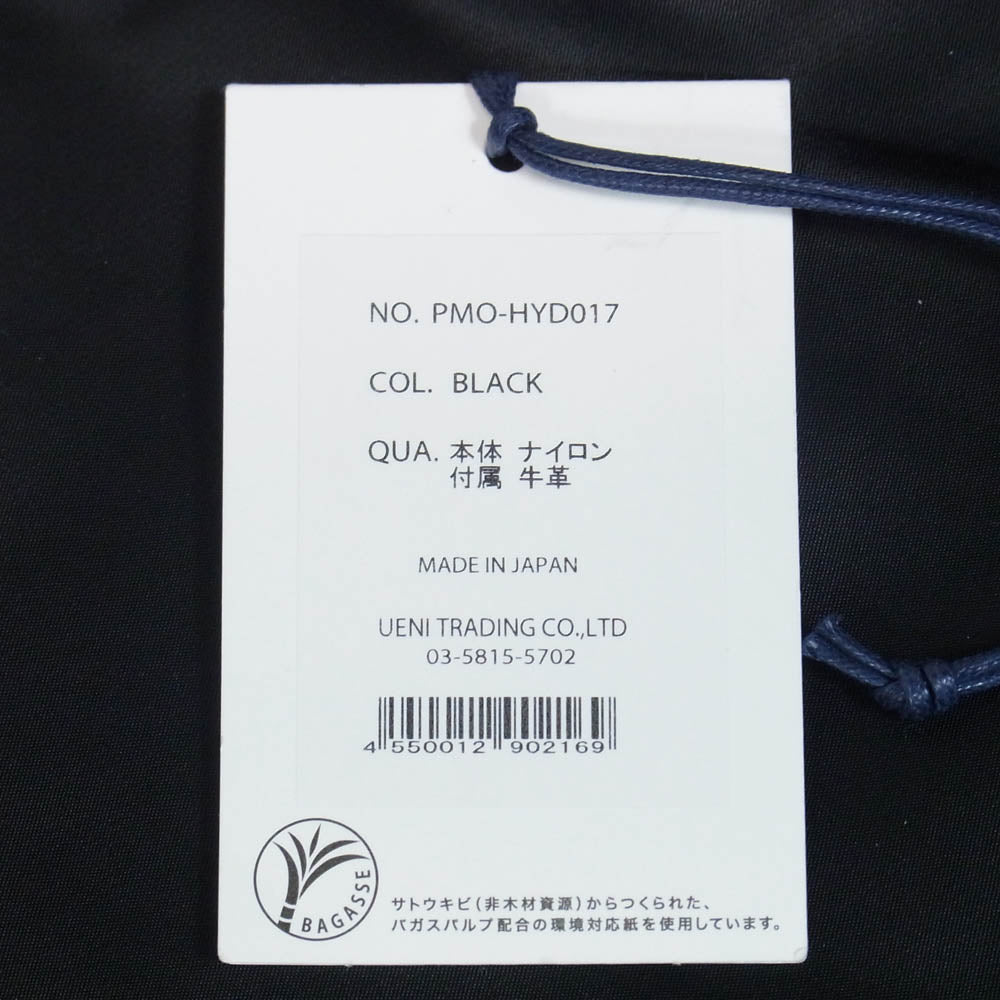 NO. PMO-HYD017
COL. BLACK
QUA. 本体 ナイロン
付属 牛革
MADE IN JAPAN
UENI TRADING CO.,LTD
03-5815-5702
4 550012 902169
BAGASSE
サトウキビ(非木材資源)からつくられた、
バガスパルプ配合の環境対応紙を使用しています。